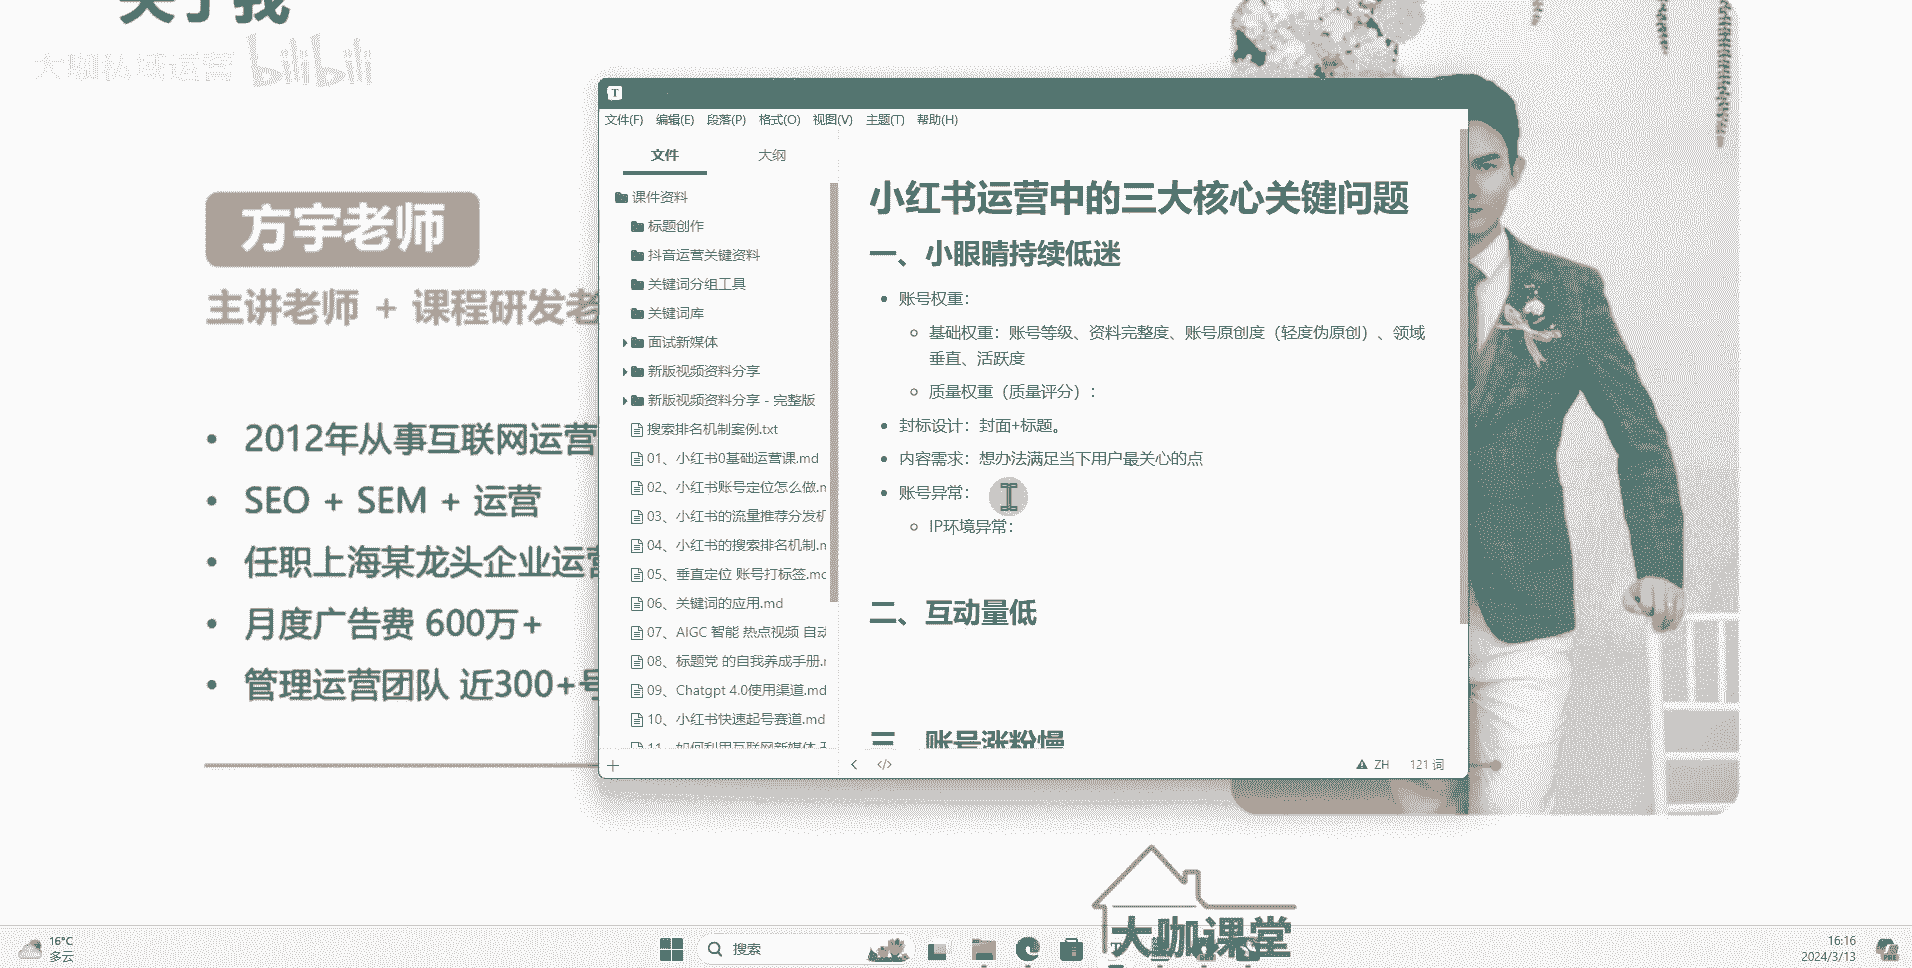 关于我
大咖私域运营 bilibili
方宇老师
主讲老师 + 课程研发老
2012年从事互联网运营
SEO + SEM + 运营
任职上海某龙头企业运营
月度广告费 600万+
管理运营团队 近300+号
T
文件(F) 编辑(E) 段落(P) 格式(O) 视图(V) 主题(T) 帮助(H)
文件 大纲
课件资料
标题创作
抖音运营关键资料
关键词分组工具
关键词库
面试新媒体
新版视频资料分享
新版视频资料分享 - 完整版
搜索排名机制案例.txt
01、小红书0基础运营课.md
02、小红书账号定位怎么做.m
03、小红书的流量推荐分发机
04、小红书的搜索排名机制.m
05、垂直定位 账号打标签.mc
06、关键词的应用.md
07、AIGC 智能 热点视频 自动
08、标题党 的自我养成手册.r
09、Chatgpt 4.0使用渠道.md
10、小红书快速起号赛道.md
11、如何利用互联网新媒体
小红书运营中的三大核心关键问题
一、小眼睛持续低迷
账号权重：
基础权重：账号等级、资料完整度、账号原创度（轻度伪原创）、领域
垂直、活跃度
质量权重（质量评分）：
封标设计：封面+标题。
内容需求：想办法满足当下用户最关心的点
账号异常：
IP环境异常：
二、互动量低
三、账号涨粉慢
ZH 121 词
大咖课堂
16°C
多云
搜索
16:16
2024/3/13